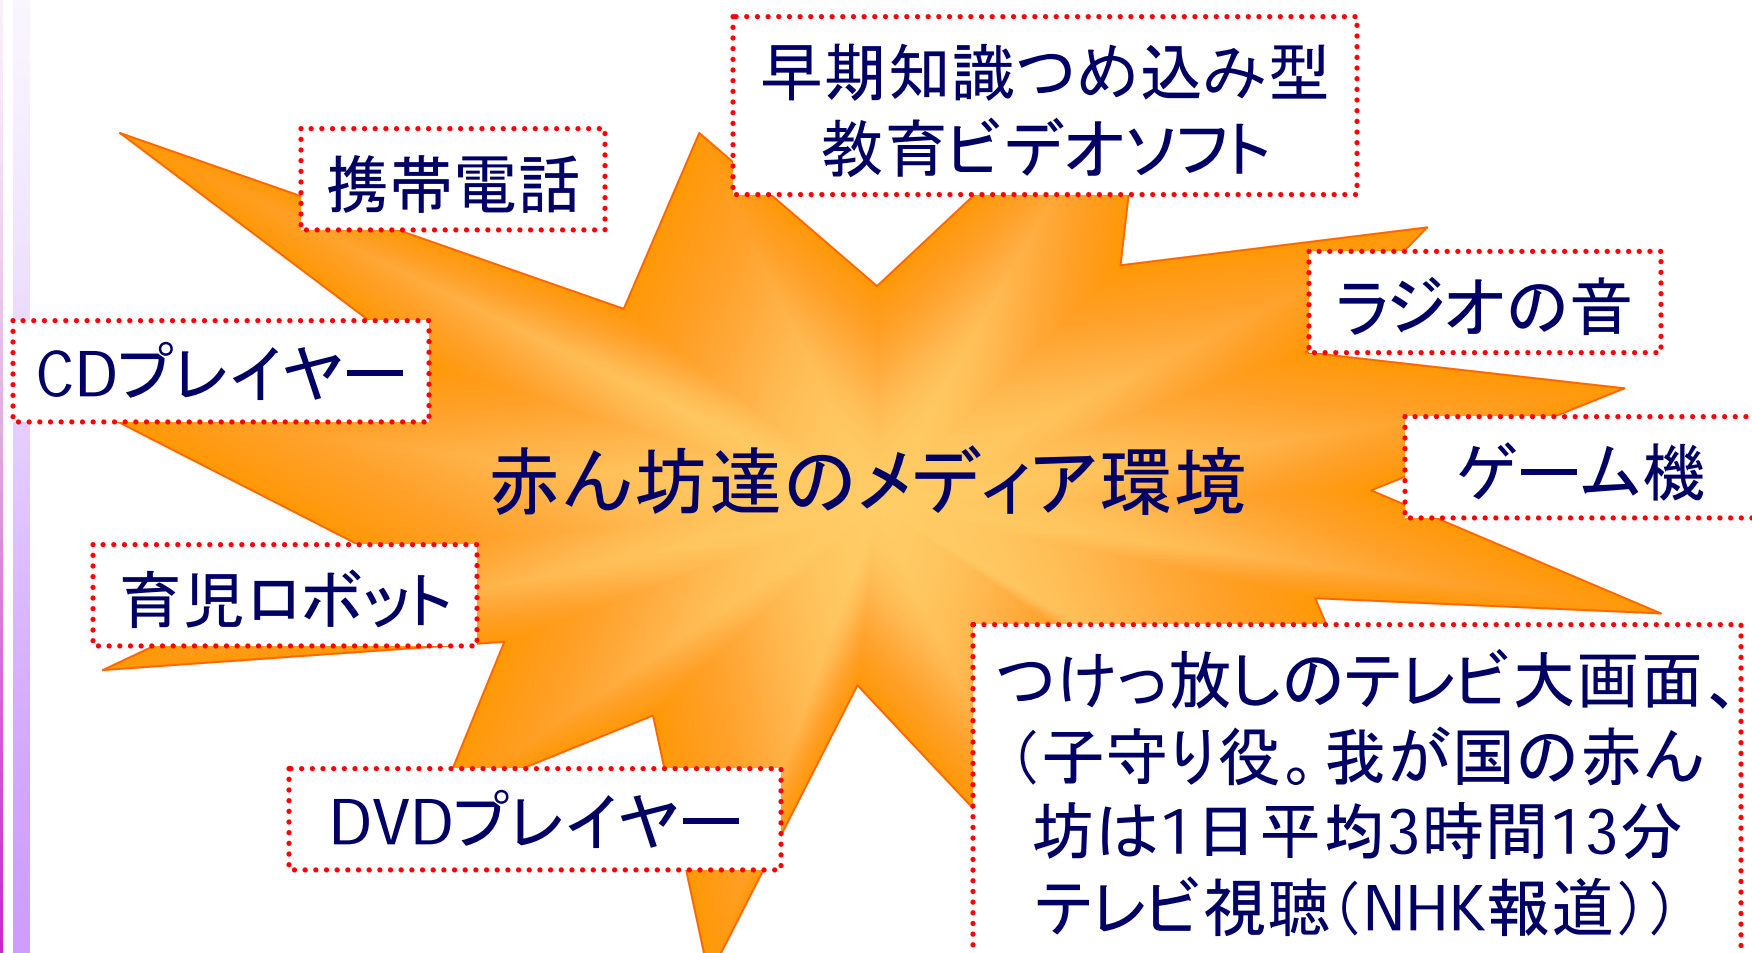 早期知識つめ込み型
教育ビデオソフト
携帯電話
ラジオの音
CDプレイヤー
赤ん坊達のメディア環境
ゲーム機
育児ロボット
つけっ放しのテレビ大画面、
（子守り役。我が国の赤ん
坊は1日平均3時間13分
テレビ視聴（NHK報道））
DVDプレイヤー